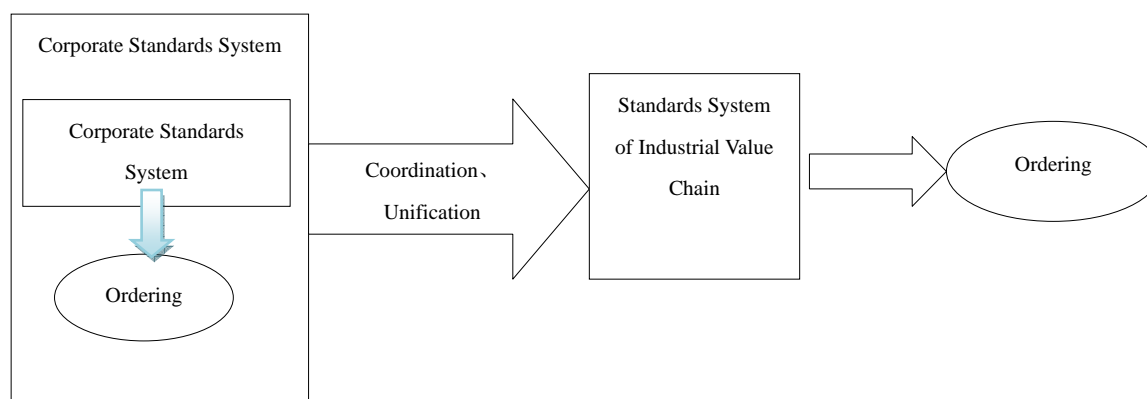 Corporate Standards System
Corporate Standards
System
Ordering
Coordination、
Unification
Standards System
of Industrial Value
Chain
Ordering